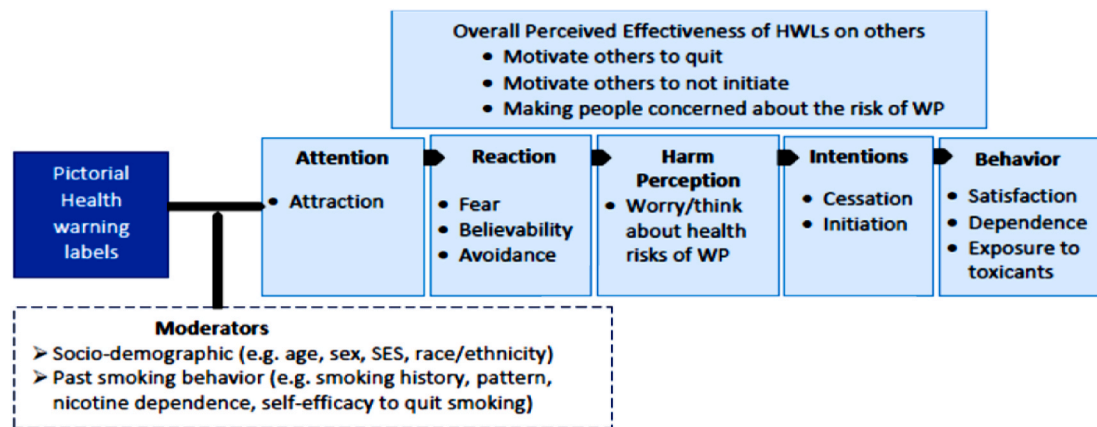 Overall Perceived Effectiveness of HWLs on others
• Motivate others to quit
• Motivate others to not initiate
• Making people concerned about the risk of WP
Pictorial
Health
warning
labels
Attention
• Attraction
Reaction
• Fear
• Believability
• Avoidance
Harm
Perception
• Worry/think
about health
risks of WP
Intentions
• Cessation
• Initiation
Behavior
• Satisfaction
• Dependence
• Exposure to
toxicants
Moderators
➢ Socio-demographic (e.g. age, sex, SES, race/ethnicity)
➢ Past smoking behavior (e.g. smoking history, pattern,
nicotine dependence, self-efficacy to quit smoking)